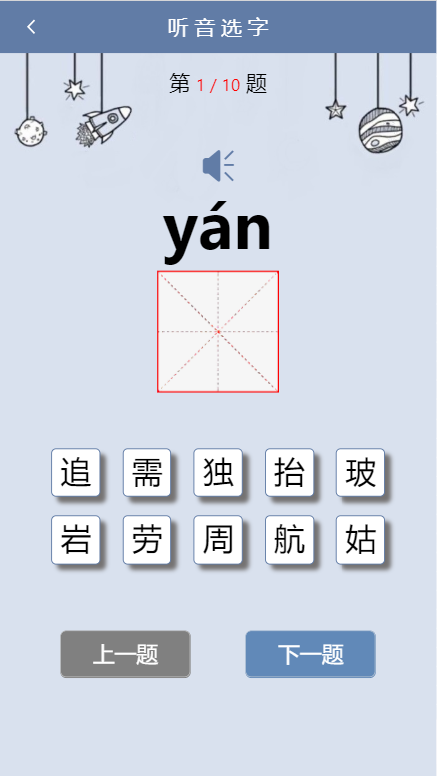 听音选字
第 1 / 10 题
yán
追 需 独 抬 玻
岩 劳 周 航 姑
上一题 下一题